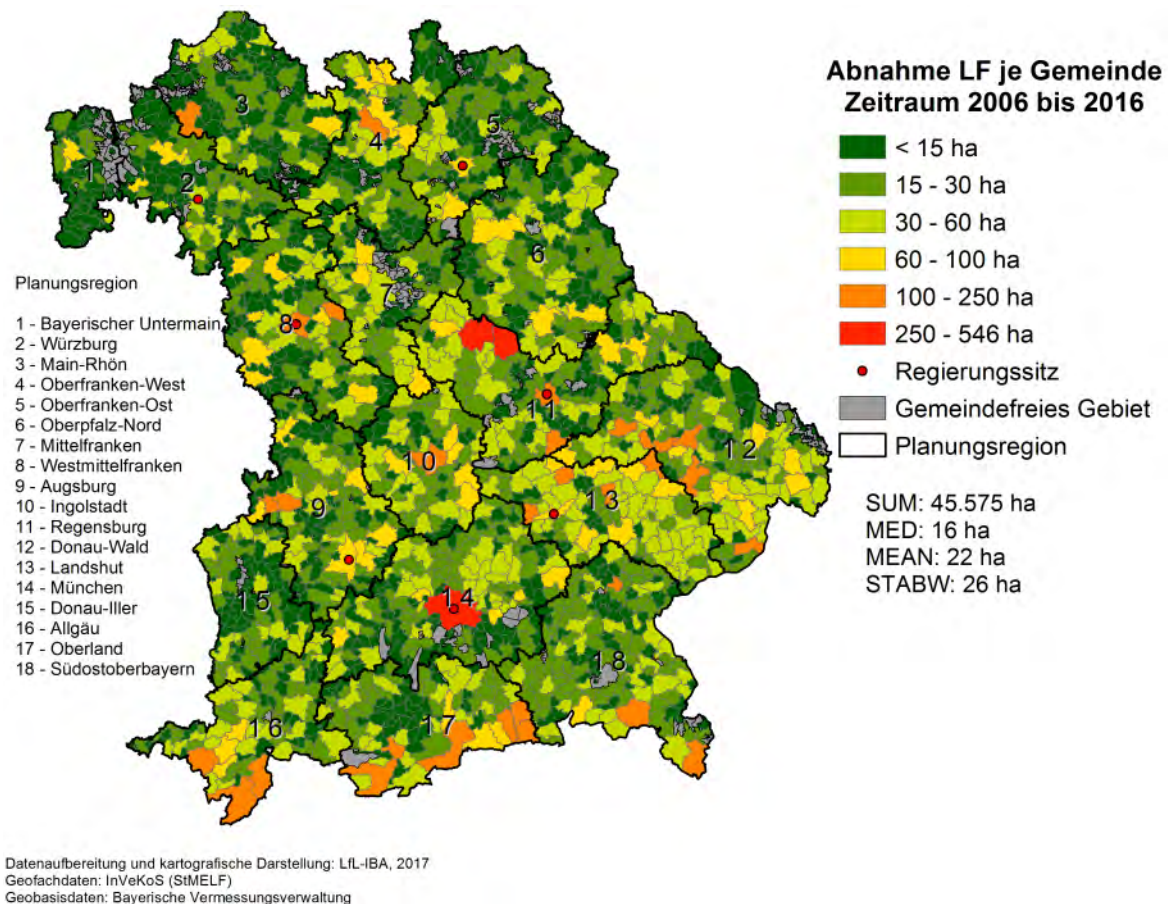 Abnahme LF je Gemeinde
Zeitraum 2006 bis 2016
< 15 ha
15 - 30 ha
30 - 60 ha
60 - 100 ha
100 - 250 ha
250 - 546 ha
Regierungssitz
Gemeindefreies Gebiet
Planungsregion
SUM: 45.575 ha
MED: 16 ha
MEAN: 22 ha
STABW: 26 ha
Planungsregion
1 - Bayerischer Untermain
2 - Würzburg
3 - Main-Rhön
4 - Oberfranken-West
5 - Oberfranken-Ost
6 - Oberpfalz-Nord
7 - Mittelfranken
8 - Westmittelfranken
9 - Augsburg
10 - Ingolstadt
11 - Regensburg
12 - Donau-Wald
13 - Landshut
14 - München
15 - Donau-Iller
16 - Allgäu
17 - Oberland
18 - Südostoberbayern
3
5
4
1
2
6
7
8
11
12
10
13
9
14
15
18
16
17
Datenaufbereitung und kartografische Darstellung: LfL-IBA, 2017
Geofachdaten: InVeKoS (StMELF)
Geobasisdaten: Bayerische Vermessungsverwaltung